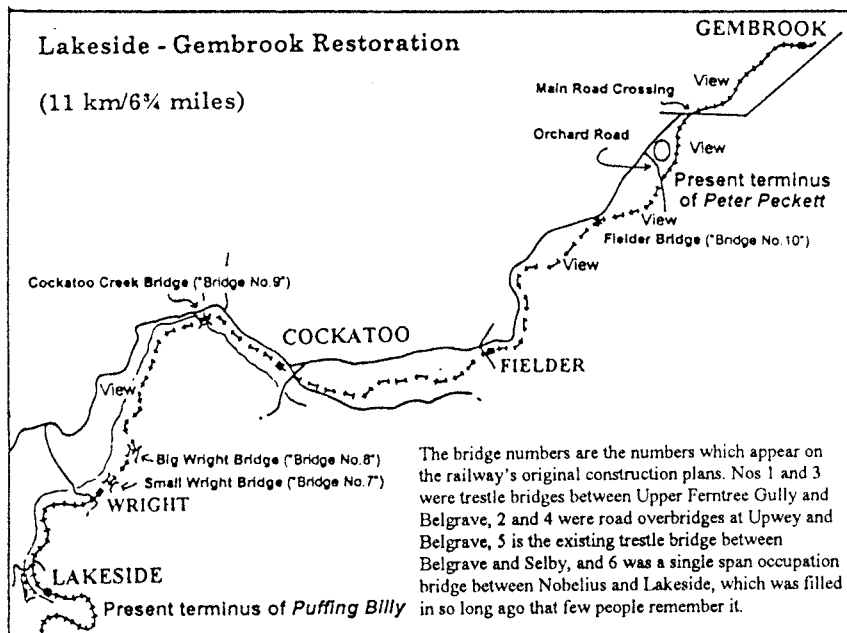 Lakeside - Gembrook Restoration
(11 km/6¾ miles)
GEMBROOK
View
Main Road Crossing
Orchard Road
View
Present terminus
of Peter Peckett
View
Fielder Bridge ("Bridge No.10")
View
Cockatoo Creek Bridge ("Bridge No.9")
COCKATOO
FIELDER
View
Big Wright Bridge ("Bridge No.8")
Small Wright Bridge ("Bridge No.7")
WRIGHT
LAKESIDE
Present terminus of Puffing Billy
The bridge numbers are the numbers which appear on
the railway's original construction plans. Nos 1 and 3
were trestle bridges between Upper Ferntree Gully and
Belgrave, 2 and 4 were road overbridges at Upwey and
Belgrave, 5 is the existing trestle bridge between
Belgrave and Selby, and 6 was a single span occupation
bridge between Nobelius and Lakeside, which was filled
in so long ago that few people remember it.